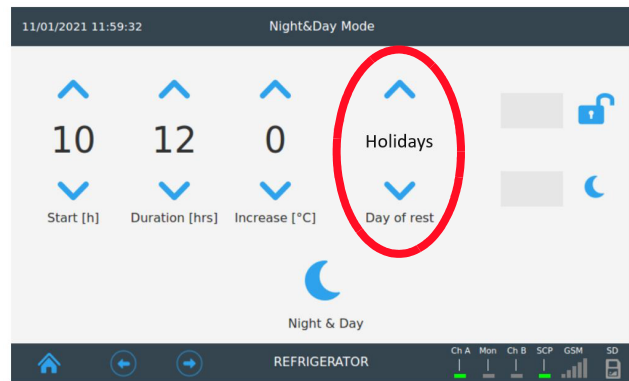 11/01/2021 11:59:32 Night&Day Mode
10 12 0 Holidays
Start [h] Duration [hrs] Increase [°C] Day of rest
Night & Day
REFRIGERATOR Ch A Mon Ch B SCP GSM SD